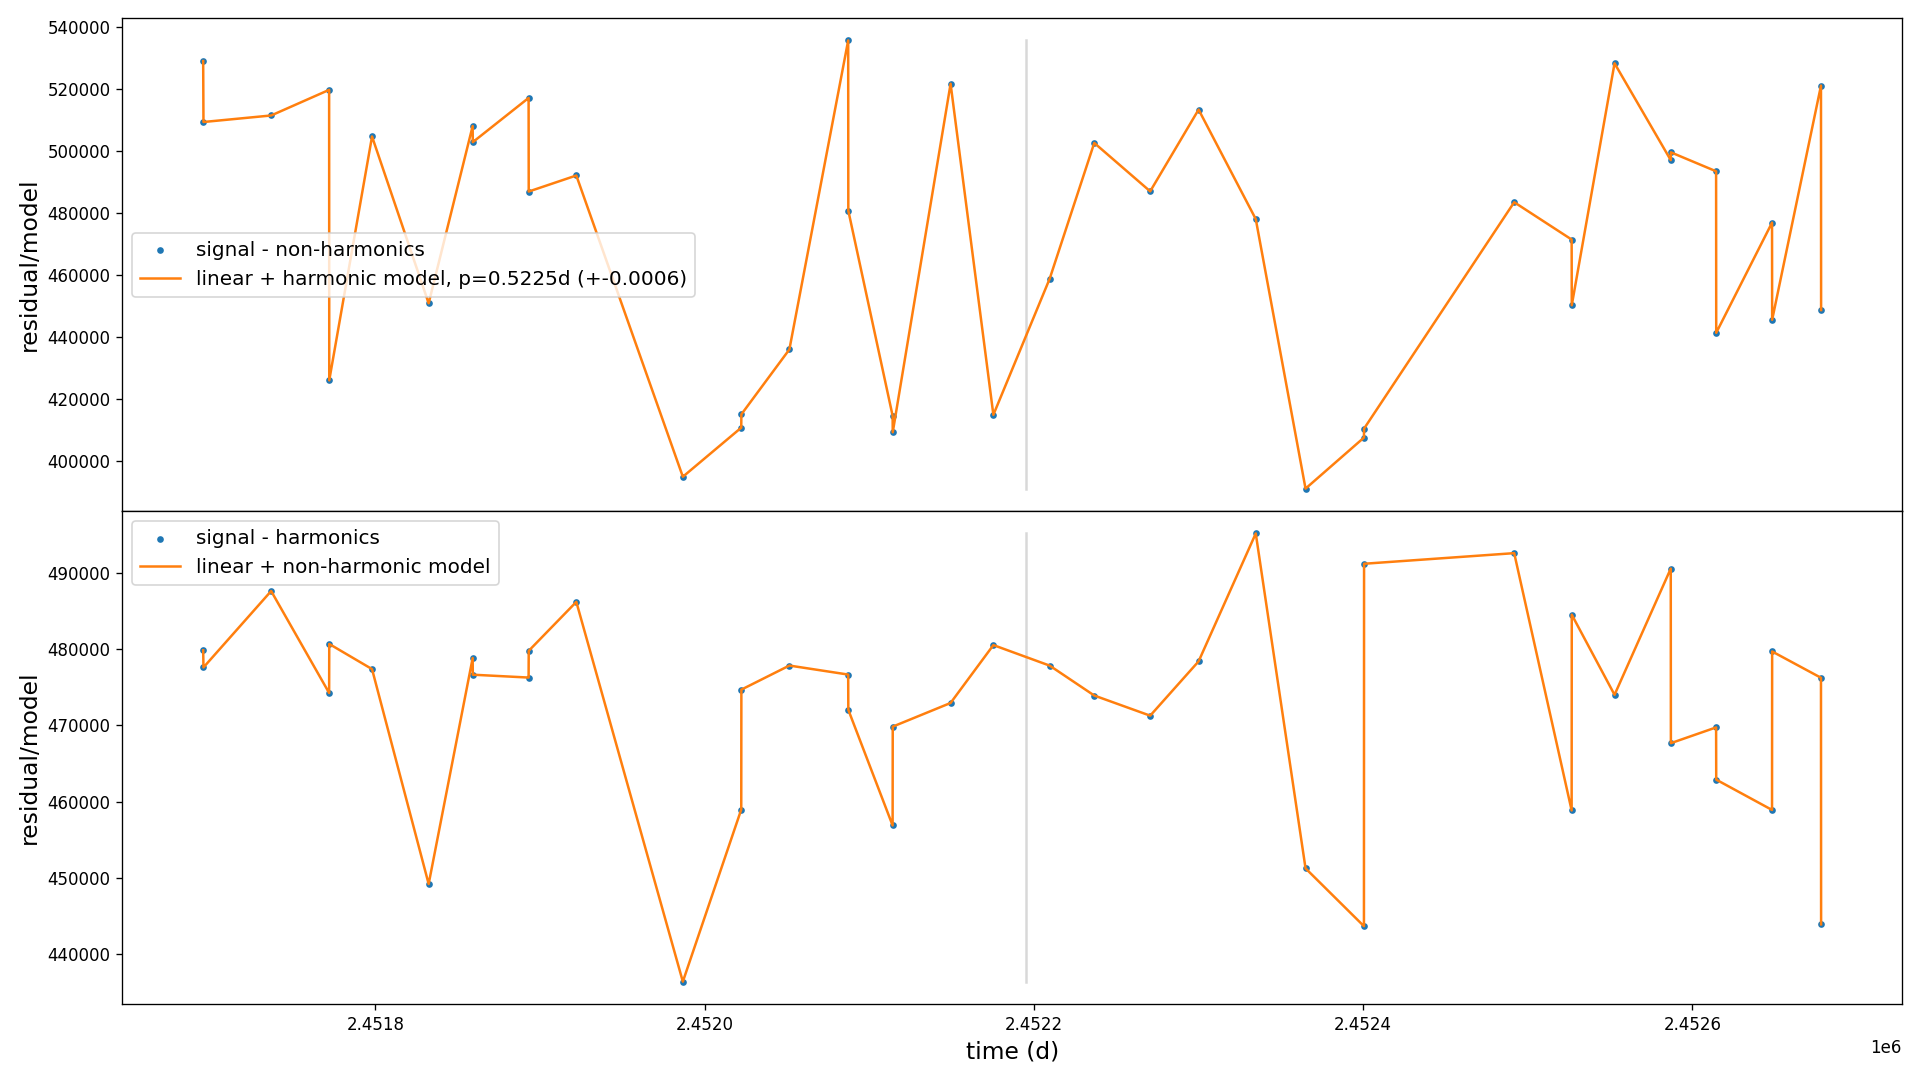 540000
520000
500000
480000
460000
440000
420000
400000
residual/model
signal - non-harmonics
linear + harmonic model, p=0.5225d (+-0.0006)
490000
480000
470000
460000
450000
440000
residual/model
signal - harmonics
linear + non-harmonic model
2.4518 2.4520 2.4522 2.4524 2.4526
time (d)
1e6